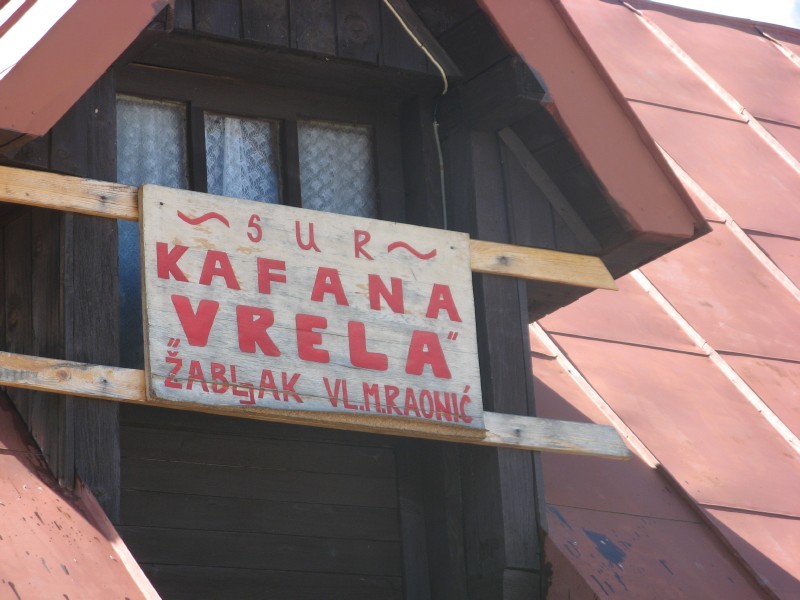 ~ SUR ~
KAFANA
„VRELA“
ŽABLJAK VL.M.RAONIĆ